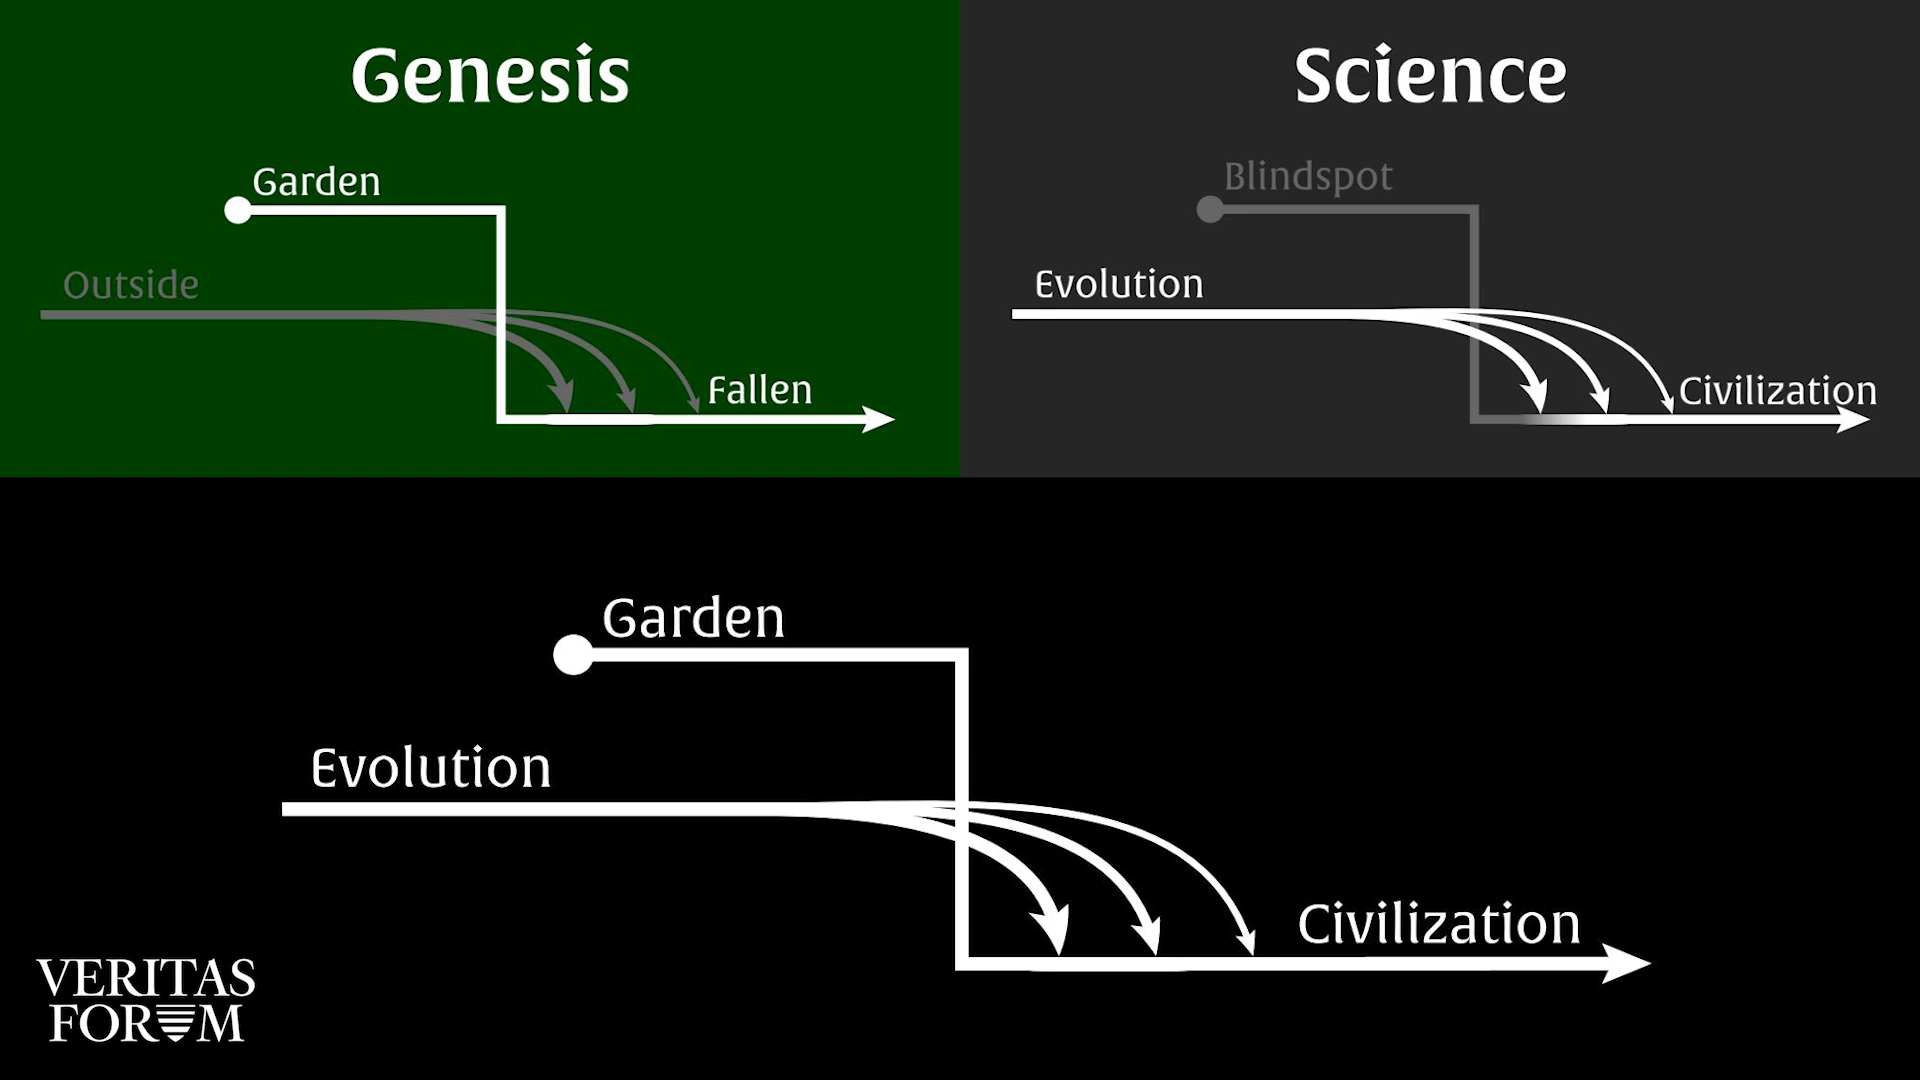 Genesis
Garden
Outside
Fallen
Science
Blindspot
Evolution
Civilization
Garden
Evolution
Civilization
VERITAS
FORUM